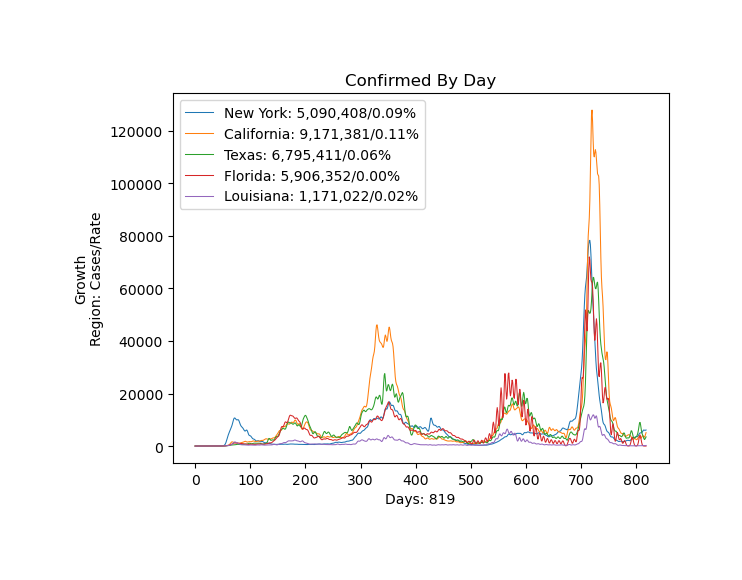 Confirmed By Day
New York: 5,090,408/0.09%
California: 9,171,381/0.11%
Texas: 6,795,411/0.06%
Florida: 5,906,352/0.00%
Louisiana: 1,171,022/0.02%
120000
100000
80000
60000
40000
20000
0
Growth
Region: Cases/Rate
0 100 200 300 400 500 600 700 800
Days: 819